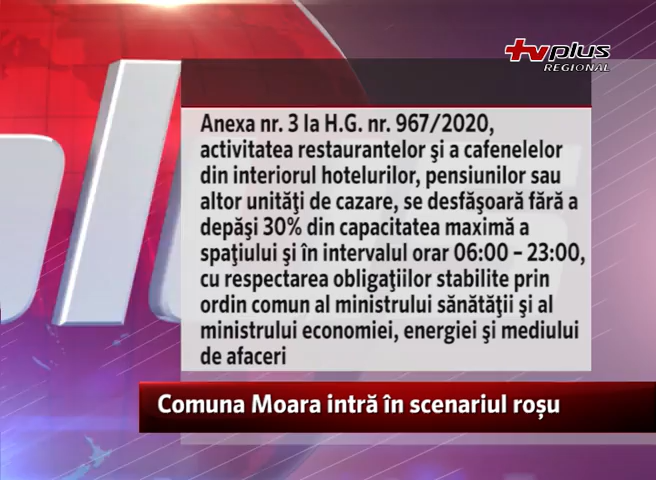 tv plus
REGIONAL
Anexa nr. 3 la H.G. nr. 967/2020,
activitatea restaurantelor şi a cafenelelor
din interiorul hotelurilor, pensiunilor sau
altor unităţi de cazare, se desfăşoară fără a
depăşi 30% din capacitatea maximă a
spaţiului şi în intervalul orar 06:00 – 23:00,
cu respectarea obligaţiilor stabilite prin
ordin comun al ministrului sănătăţii şi al
ministrului economiei, energiei şi mediului
de afaceri
Comuna Moara intră în scenariul roșu